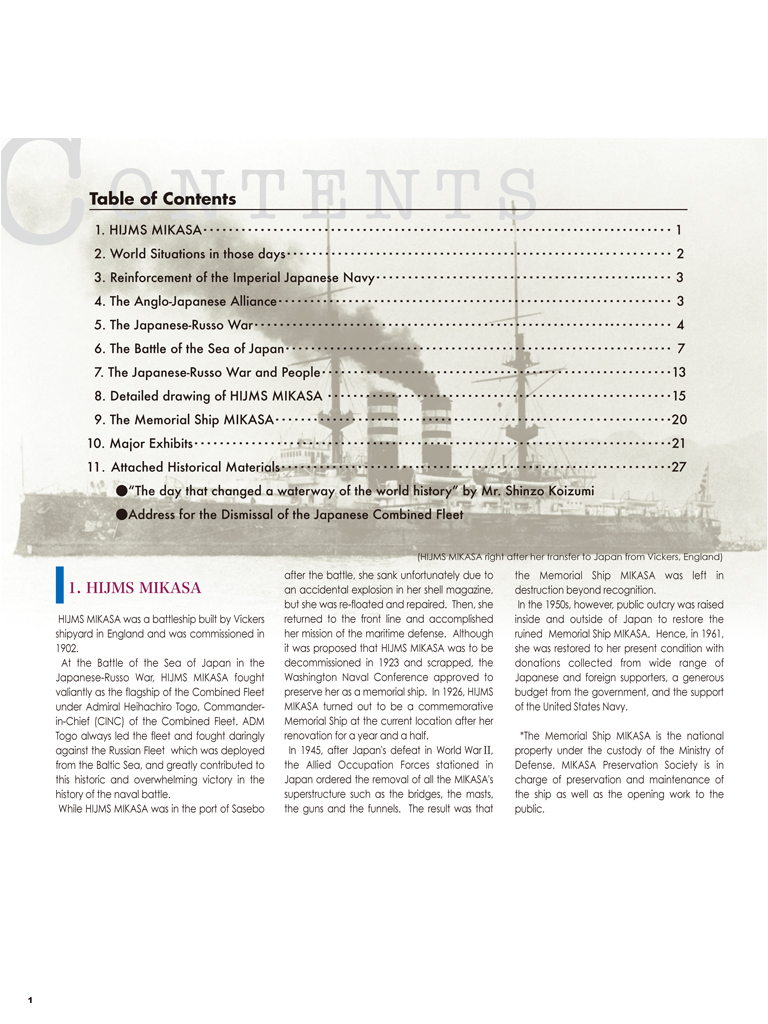 CONTENTS
Table of Contents
1. HIJMS MIKASA･････････････････････････････････････････････････････････････････････････ 1
2. World Situations in those days････････････････････････････････････････････････････････････ 2
3. Reinforcement of the Imperial Japanese Navy･･････････････････････････････････････････････ 3
4. The Anglo-Japanese Alliance･････････････････････････････････････････････････････････････ 3
5. The Japanese-Russo War･････････････････････････････････････････････････････････････････ 4
6. The Battle of the Sea of Japan････････････････････････････････････････････････････････････ 7
7. The Japanese-Russo War and People･･････････････････････････････････････････････････････13
8. Detailed drawing of HIJMS MIKASA ･････････････････････････････････････････････････････15
9. The Memorial Ship MIKASA･････････････････････････････････････････････････････････････20
10. Major Exhibits･･････････････････････････････････････････････････････････････････････････21
11. Attached Historical Materials････････････････････････････････････････････････････････････27
●“The day that changed a waterway of the world history” by Mr. Shinzo Koizumi
●Address for the Dismissal of the Japanese Combined Fleet
(HIJMS MIKASA right after her transfer to Japan from Vickers, England)
1. HIJMS MIKASA
HIJMS MIKASA was a battleship built by Vickers
shipyard in England and was commissioned in
1902.
At the Battle of the Sea of Japan in the
Japanese-Russo War, HIJMS MIKASA fought
valiantly as the flagship of the Combined Fleet
under Admiral Heihachiro Togo, Commander-
in-Chief (CINC) of the Combined Fleet. ADM
Togo always led the fleet and fought daringly
against the Russian Fleet which was deployed
from the Baltic Sea, and greatly contributed to
this historic and overwhelming victory in the
history of the naval battle.
While HIJMS MIKASA was in the port of Sasebo
after the battle, she sank unfortunately due to
an accidental explosion in her shell magazine,
but she was re-floated and repaired. Then, she
returned to the front line and accomplished
her mission of the maritime defense. Although
it was proposed that HIJMS MIKASA was to be
decommissioned in 1923 and scrapped, the
Washington Naval Conference approved to
preserve her as a memorial ship. In 1926, HIJMS
MIKASA turned out to be a commemorative
Memorial Ship at the current location after her
renovation for a year and a half.
In 1945, after Japan's defeat in World War II,
the Allied Occupation Forces stationed in
Japan ordered the removal of all the MIKASA's
superstructure such as the bridges, the masts,
the guns and the funnels. The result was that
the Memorial Ship MIKASA was left in
destruction beyond recognition.
In the 1950s, however, public outcry was raised
inside and outside of Japan to restore the
ruined Memorial Ship MIKASA. Hence, in 1961,
she was restored to her present condition with
donations collected from wide range of
Japanese and foreign supporters, a generous
budget from the government, and the support
of the United States Navy.
*The Memorial Ship MIKASA is the national
property under the custody of the Ministry of
Defense. MIKASA Preservation Society is in
charge of preservation and maintenance of
the ship as well as the opening work to the
public.
1